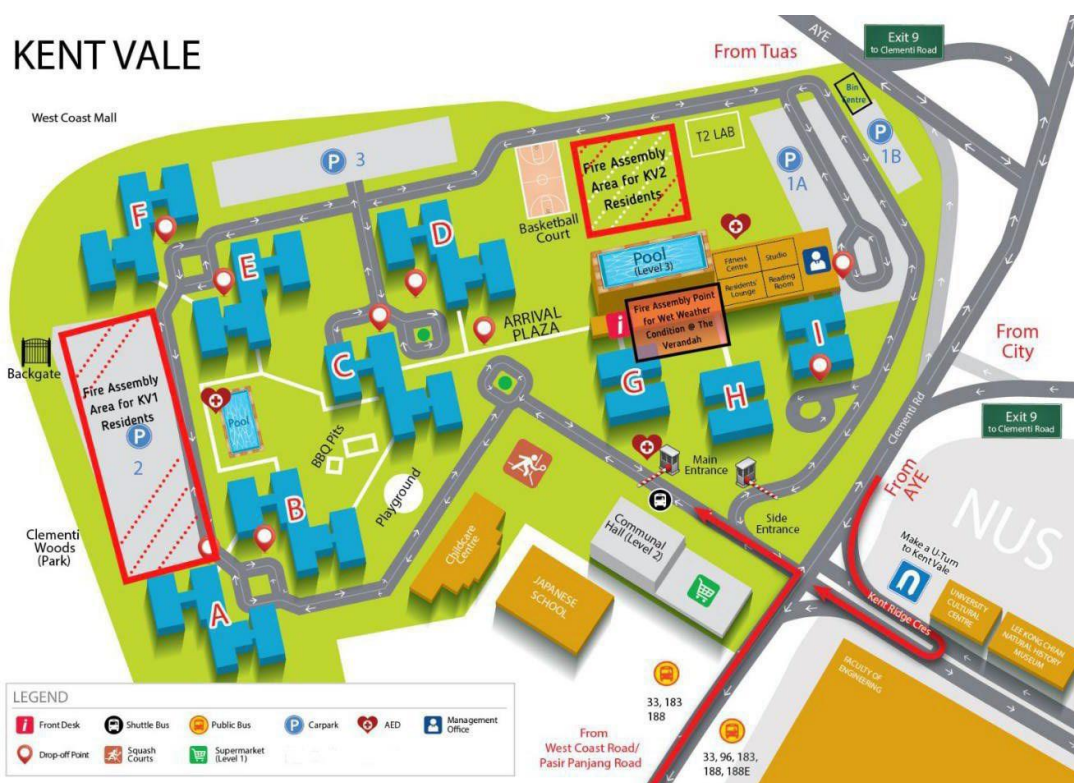 KENT VALE
West Coast Mall
From Tuas
AYE
Exit 9
to Clementi Road
Bin
Centre
P
1B
P
1A
T2 LAB
P 3
Fire Assembly
Area for KV2
Residents
Basketball
Court
F
E
D
Pool
(Level 3)
Fitness
Centre
Studio
Residents'
Lounge
Reading
Room
ARRIVAL
PLAZA
Fire Assembly Point
for Wet Weather
Condition @ The
Verandah
i
I
G
H
C
From
City
Clementi Rd
Exit 9
to Clementi Road
Backgate
Fire Assembly
Area for KV1
Residents
P
2
Pool
BBQ Pits
Playground
B
A
Clementi
Woods
(Park)
Main
Entrance
Side
Entrance
From
AYE
NUS
Make a U-Turn
to Kent Vale
Kent Ridge Cres
UNIVERSITY
CULTURAL
CENTRE
LEE KONG CHIAN
NATURAL HISTORY
MUSEUM
FACULTY OF
ENGINEERING
Childcare
Centre
JAPANESE
SCHOOL
Communal
Hall (Level 2)
33, 183
188
33, 96, 183,
188, 188E
From
West Coast Road/
Pasir Panjang Road
LEGEND
i Front Desk
Shuttle Bus
Public Bus
P Carpark
AED
Management
Office
Drop-off Point
Squash
Courts
Supermarket
(Level 1)